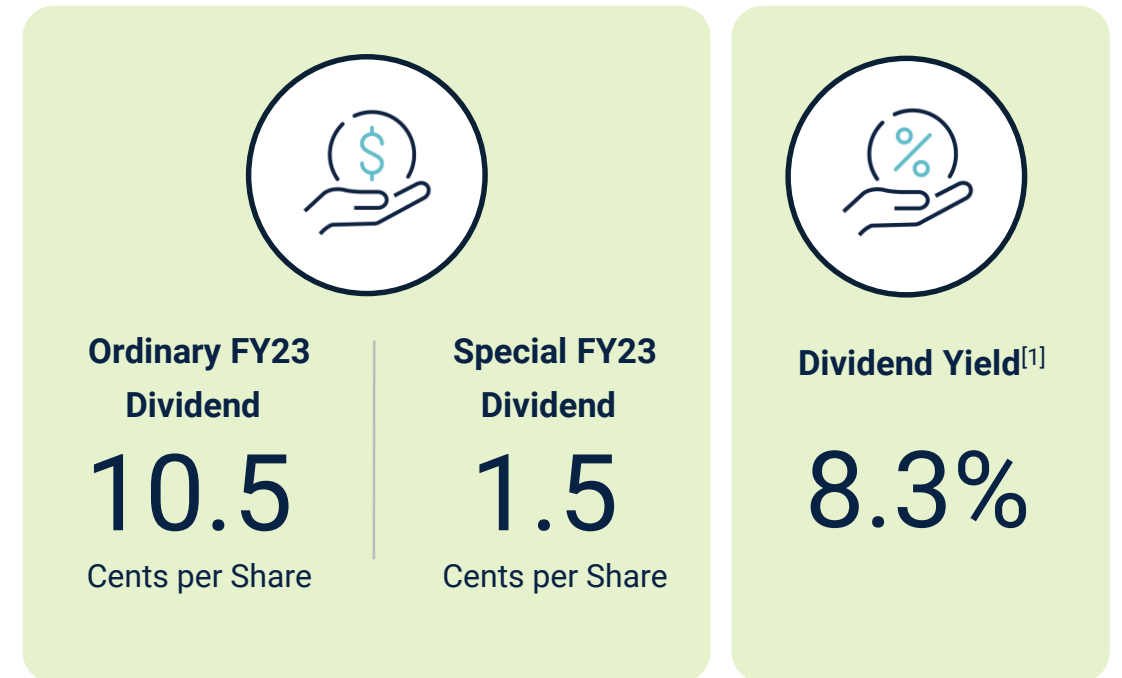 $
%
Ordinary FY23
Dividend
10.5
Cents per Share
Special FY23
Dividend
1.5
Cents per Share
Dividend Yield[1]
8.3%